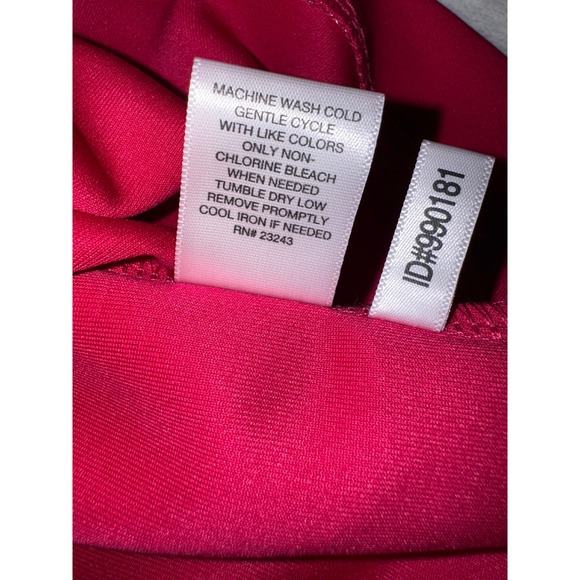 MACHINE WASH COLD
GENTLE CYCLE
WITH LIKE COLORS
ONLY NON-
CHLORINE BLEACH
WHEN NEEDED
TUMBLE DRY LOW
REMOVE PROMPTLY
COOL IRON IF NEEDED
RN# 23243
ID#990181